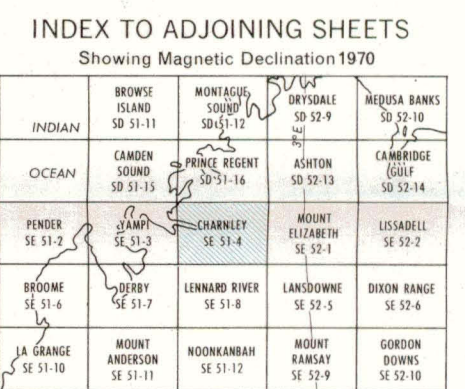 INDEX TO ADJOINING SHEETS
Showing Magnetic Declination 1970
INDIAN
BROWSE
ISLAND
SD 51-11
MONTAGUE
SOUND
SD 51-12
DRYSDALE
SD 52-9
MEDUSA BANKS
SD 52-10
3° E
OCEAN
CAMDEN
SOUND
SD 51-15
PRINCE REGENT
SD 51-16
ASHTON
SD 52-13
CAMBRIDGE
GULF
SD 52-14
PENDER
SE 51-2
YAMPI
SE 51-3
CHARNLEY
SE 51-4
MOUNT
ELIZABETH
SE 52-1
LISSADELL
SE 52-2
BROOME
SE 51-6
DERBY
SE 51-7
LENNARD RIVER
SE 51-8
LANSDOWNE
SE 52-5
DIXON RANGE
SE 52-6
LA GRANGE
SE 51-10
MOUNT
ANDERSON
SE 51-11
NOONKANBAH
SE 51-12
MOUNT
RAMSAY
SE 52-9
GORDON
DOWNS
SE 52-10